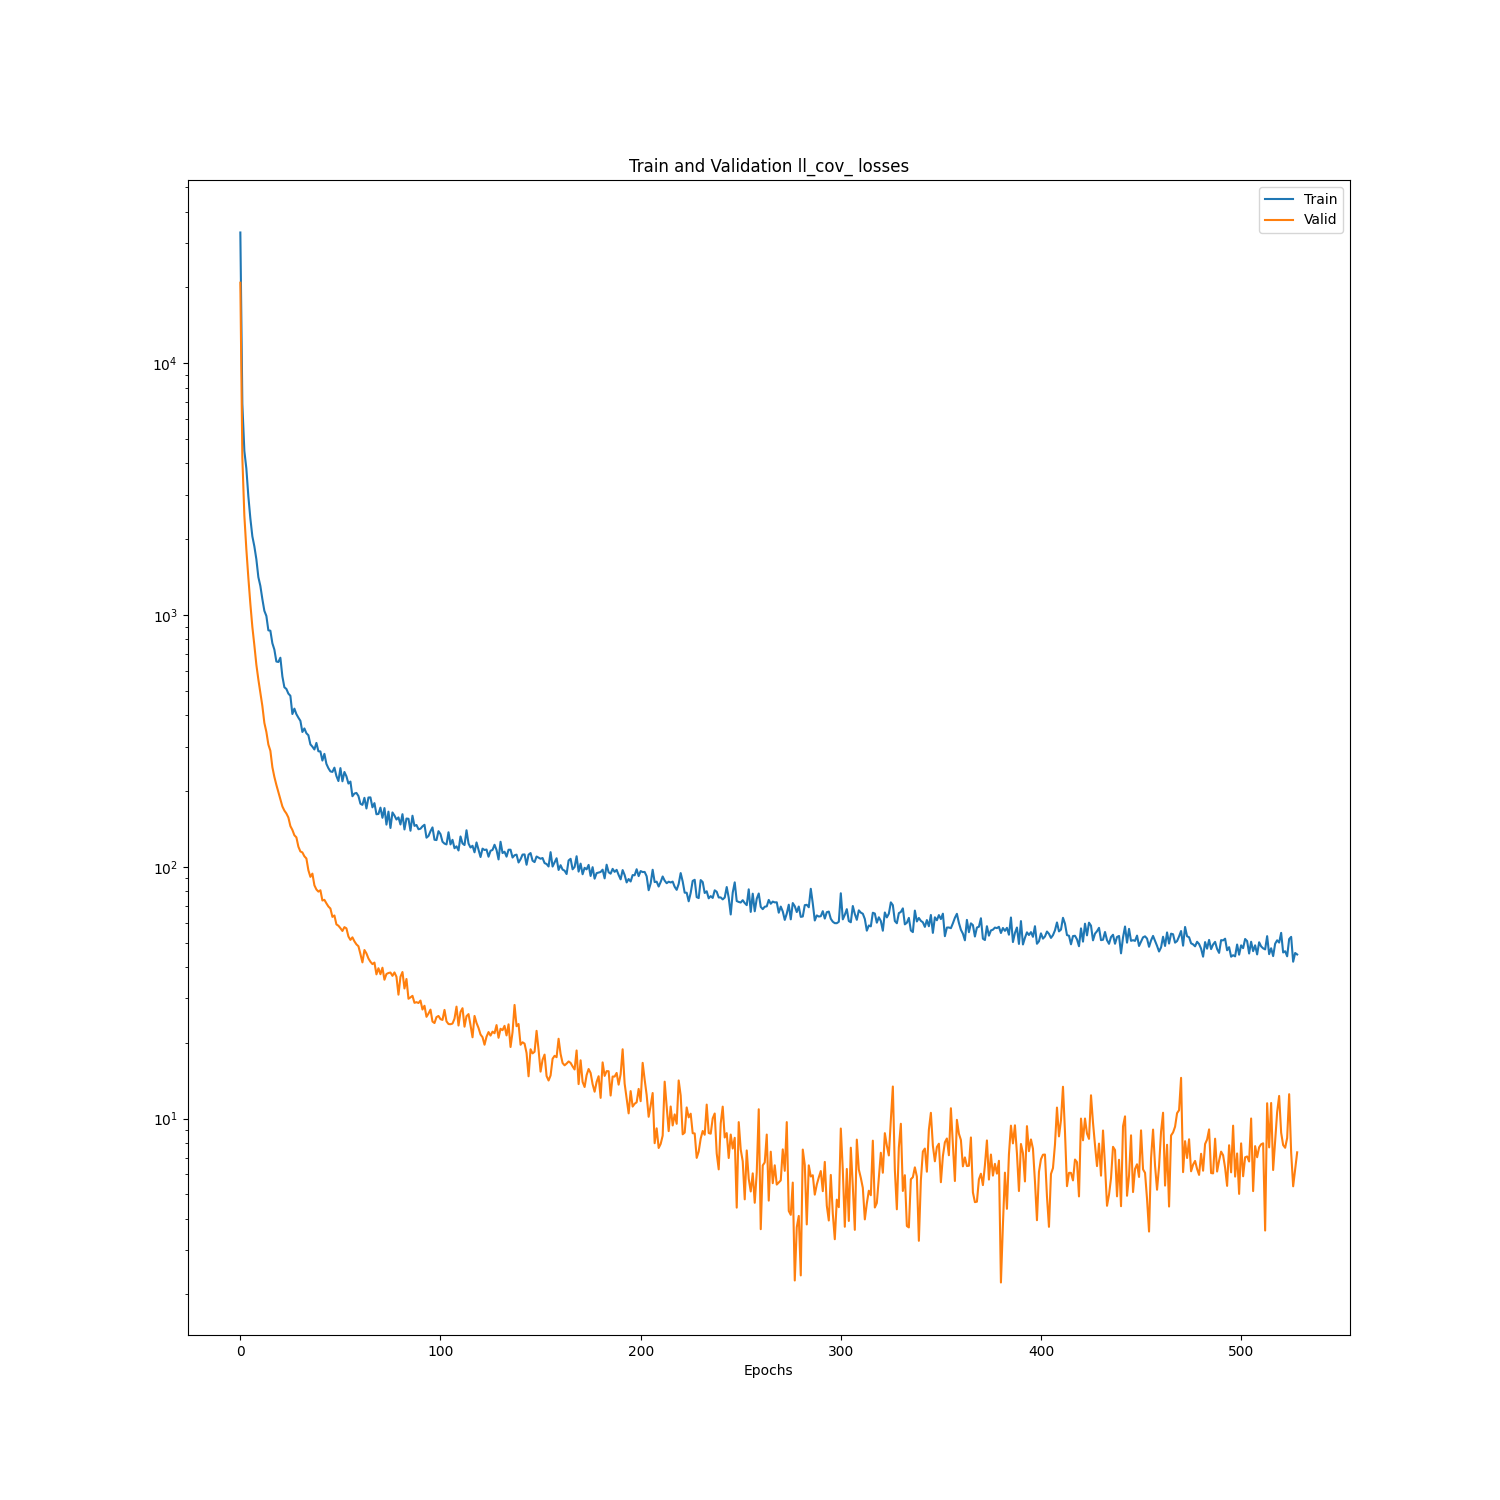 Train and Validation ll_cov_ losses
Train
Valid
10⁴
10³
10²
10¹
0 100 200 300 400 500
Epochs